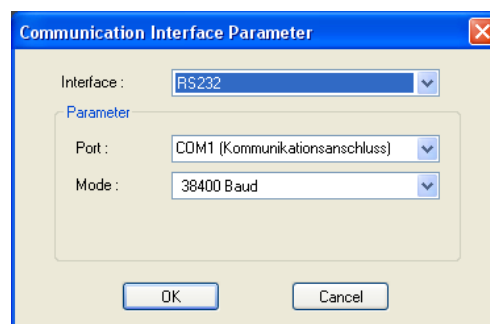 Communication Interface Parameter
Interface : RS232
Parameter
Port : COM1 (Kommunikationsanschluss)
Mode : 38400 Baud
OK Cancel